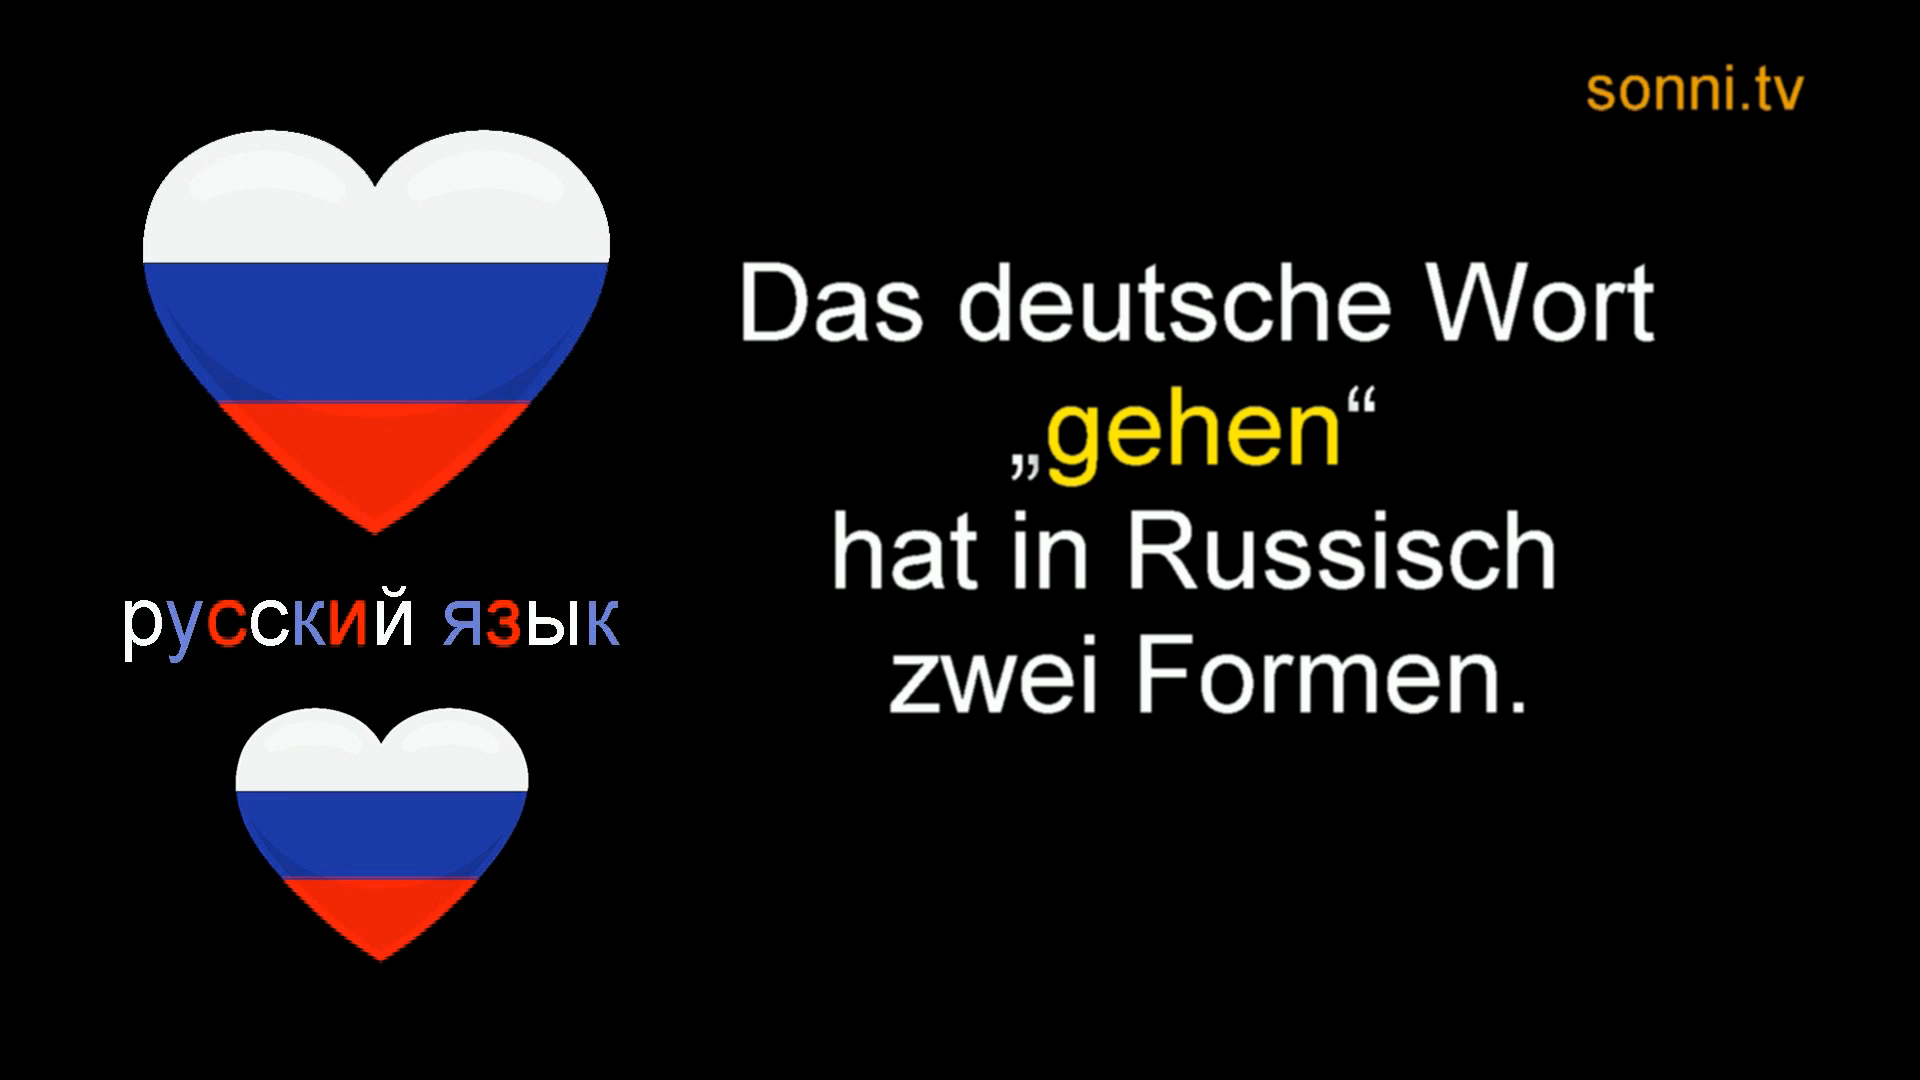 sonni.tv
Das deutsche Wort
„gehen“
hat in Russisch
zwei Formen.
русский язык